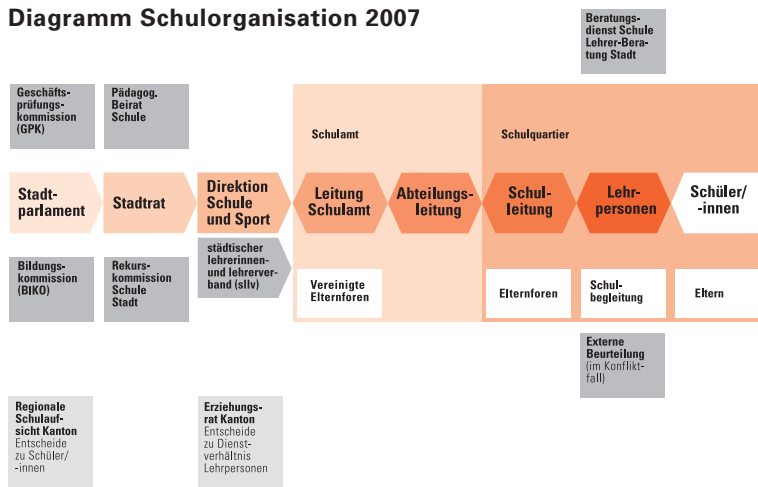 Diagramm Schulorganisation 2007
Beratungs-
dienst Schule
Lehrer-Bera-
tung Stadt
Geschäfts-
prüfungs-
kommission
(GPK)
Pädagog.
Beirat
Schule
Schulamt
Schulquartier
Stadt-
parlament
Stadtrat
Direktion
Schule
und Sport
Leitung
Schulamt
Abteilungs-
leitung
Schul-
leitung
Lehr-
personen
Schüler/
-innen
Bildungs-
kommission
(BIKO)
Rekurs-
kommission
Schule
Stadt
städtischer
lehrerinnen-
und lehrerver-
band (sllv)
Vereinigte
Elternforen
Elternforen
Schul-
begleitung
Eltern
Externe
Beurteilung
(im Konflikt-
fall)
Regionale
Schulauf-
sicht Kanton
Entscheide
zu Schüler/
-innen
Erziehungs-
rat Kanton
Entscheide
zu Dienst-
verhältnis
Lehrpersonen